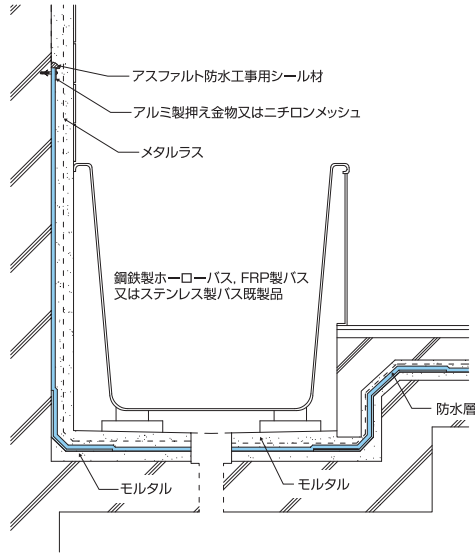 アスファルト防水工事用シール材
アルミ製押え金物又はニチロンメッシュ
メタルラス
鋼鉄製ホーローバス, FRP製バス
又はステンレス製バス既製品
防水層
モルタル
モルタル